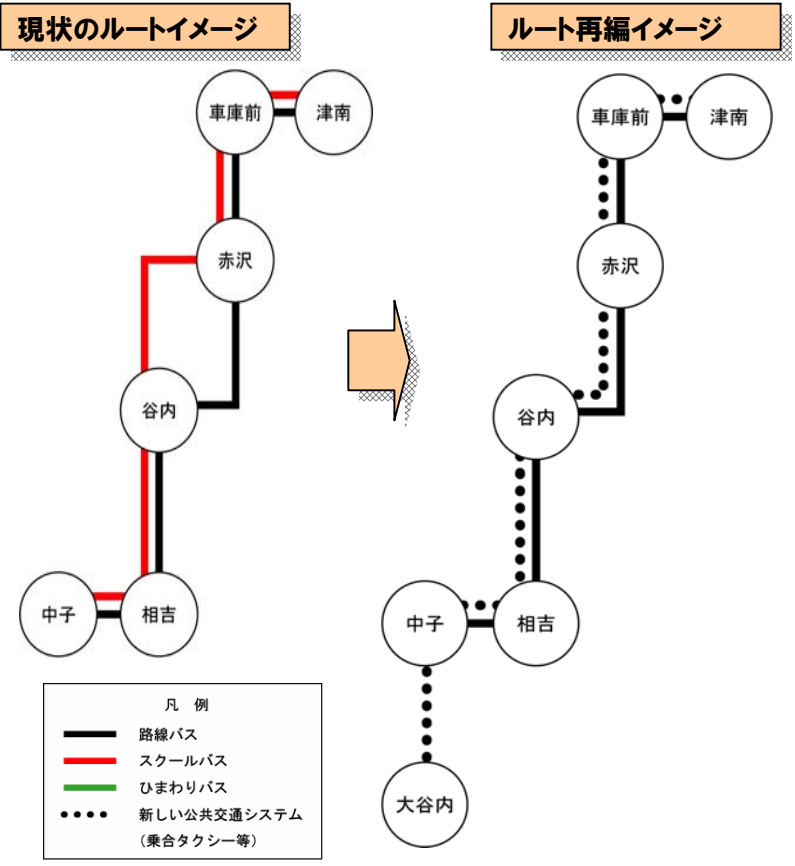 現状のルートイメージ
車庫前
津南
赤沢
谷内
中子
相吉
凡 例
路線バス
スクールバス
ひまわりバス
新しい公共交通システム
（乗合タクシー等）
ルート再編イメージ
車庫前
津南
赤沢
谷内
中子
相吉
大谷内